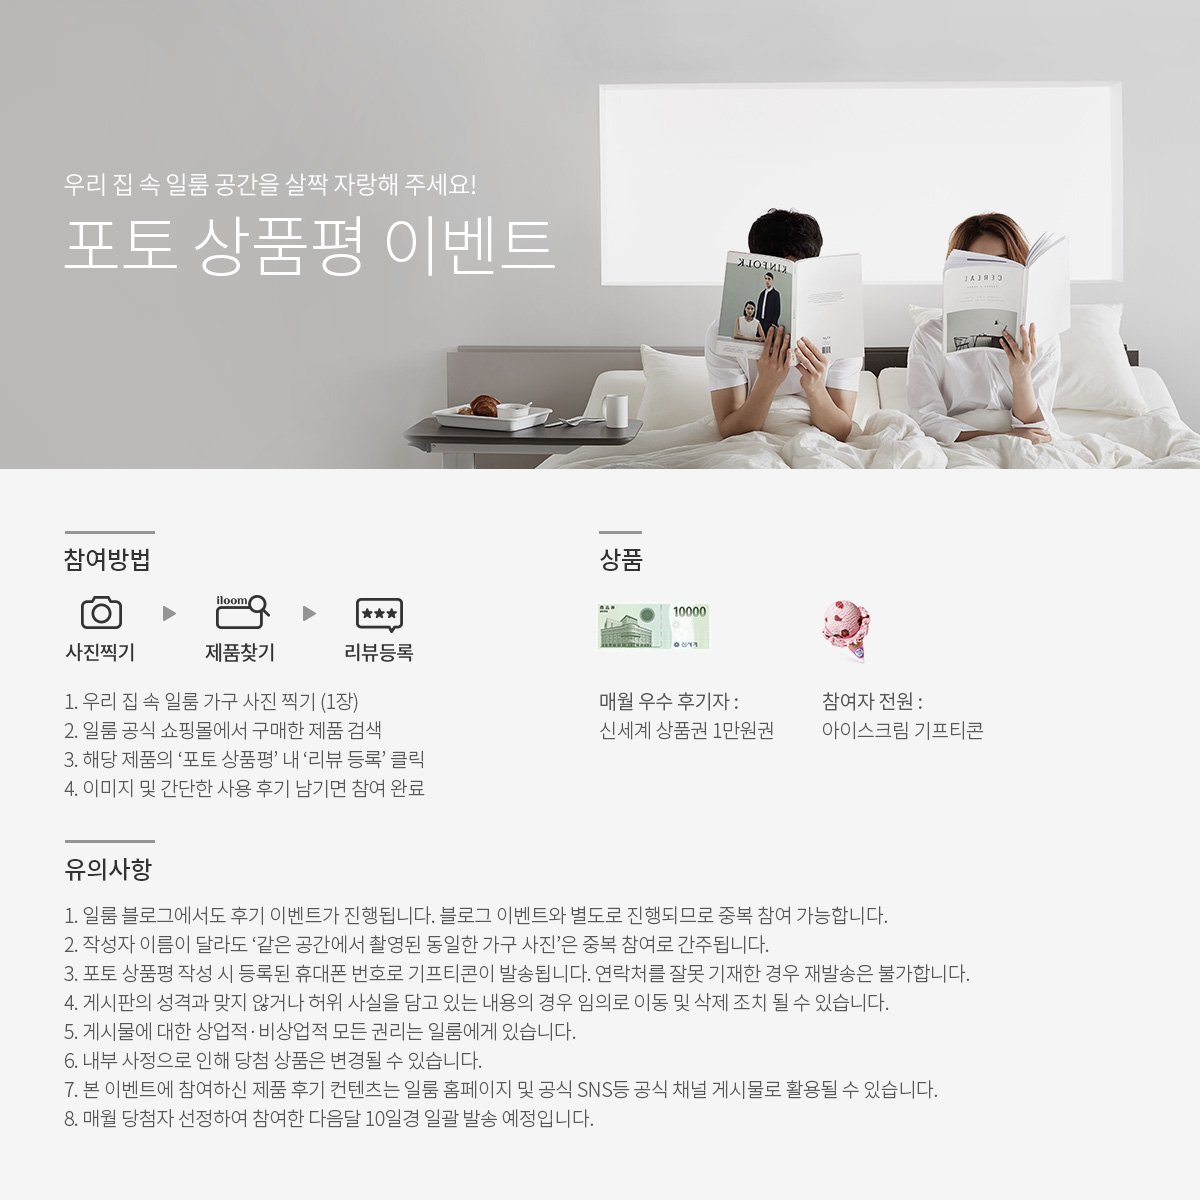 우리 집 속 일룸 공간을 살짝 자랑해 주세요!
포토 상품평 이벤트
KINFOLK
CEREAL
참여방법
iloom
사진찍기
제품찾기
리뷰등록
1. 우리 집 속 일룸 가구 사진 찍기 (1장)
2. 일룸 공식 쇼핑몰에서 구매한 제품 검색
3. 해당 제품의 ‘포토 상품평’ 내 ‘리뷰 등록’ 클릭
4. 이미지 및 간단한 사용 후기 남기면 참여 완료
상품
10000
신세계
매월 우수 후기자 :
신세계 상품권 1만원권
참여자 전원 :
아이스크림 기프티콘
유의사항
1. 일룸 블로그에서도 후기 이벤트가 진행됩니다. 블로그 이벤트와 별도로 진행되므로 중복 참여 가능합니다.
2. 작성자 이름이 달라도 ‘같은 공간에서 촬영된 동일한 가구 사진’은 중복 참여로 간주됩니다.
3. 포토 상품평 작성 시 등록된 휴대폰 번호로 기프티콘이 발송됩니다. 연락처를 잘못 기재한 경우 재발송은 불가합니다.
4. 게시판의 성격과 맞지 않거나 허위 사실을 담고 있는 내용의 경우 임의로 이동 및 삭제 조치 될 수 있습니다.
5. 게시물에 대한 상업적·비상업적 모든 권리는 일룸에게 있습니다.
6. 내부 사정으로 인해 당첨 상품은 변경될 수 있습니다.
7. 본 이벤트에 참여하신 제품 후기 컨텐츠는 일룸 홈페이지 및 공식 SNS등 공식 채널 게시물로 활용될 수 있습니다.
8. 매월 당첨자 선정하여 참여한 다음달 10일경 일괄 발송 예정입니다.